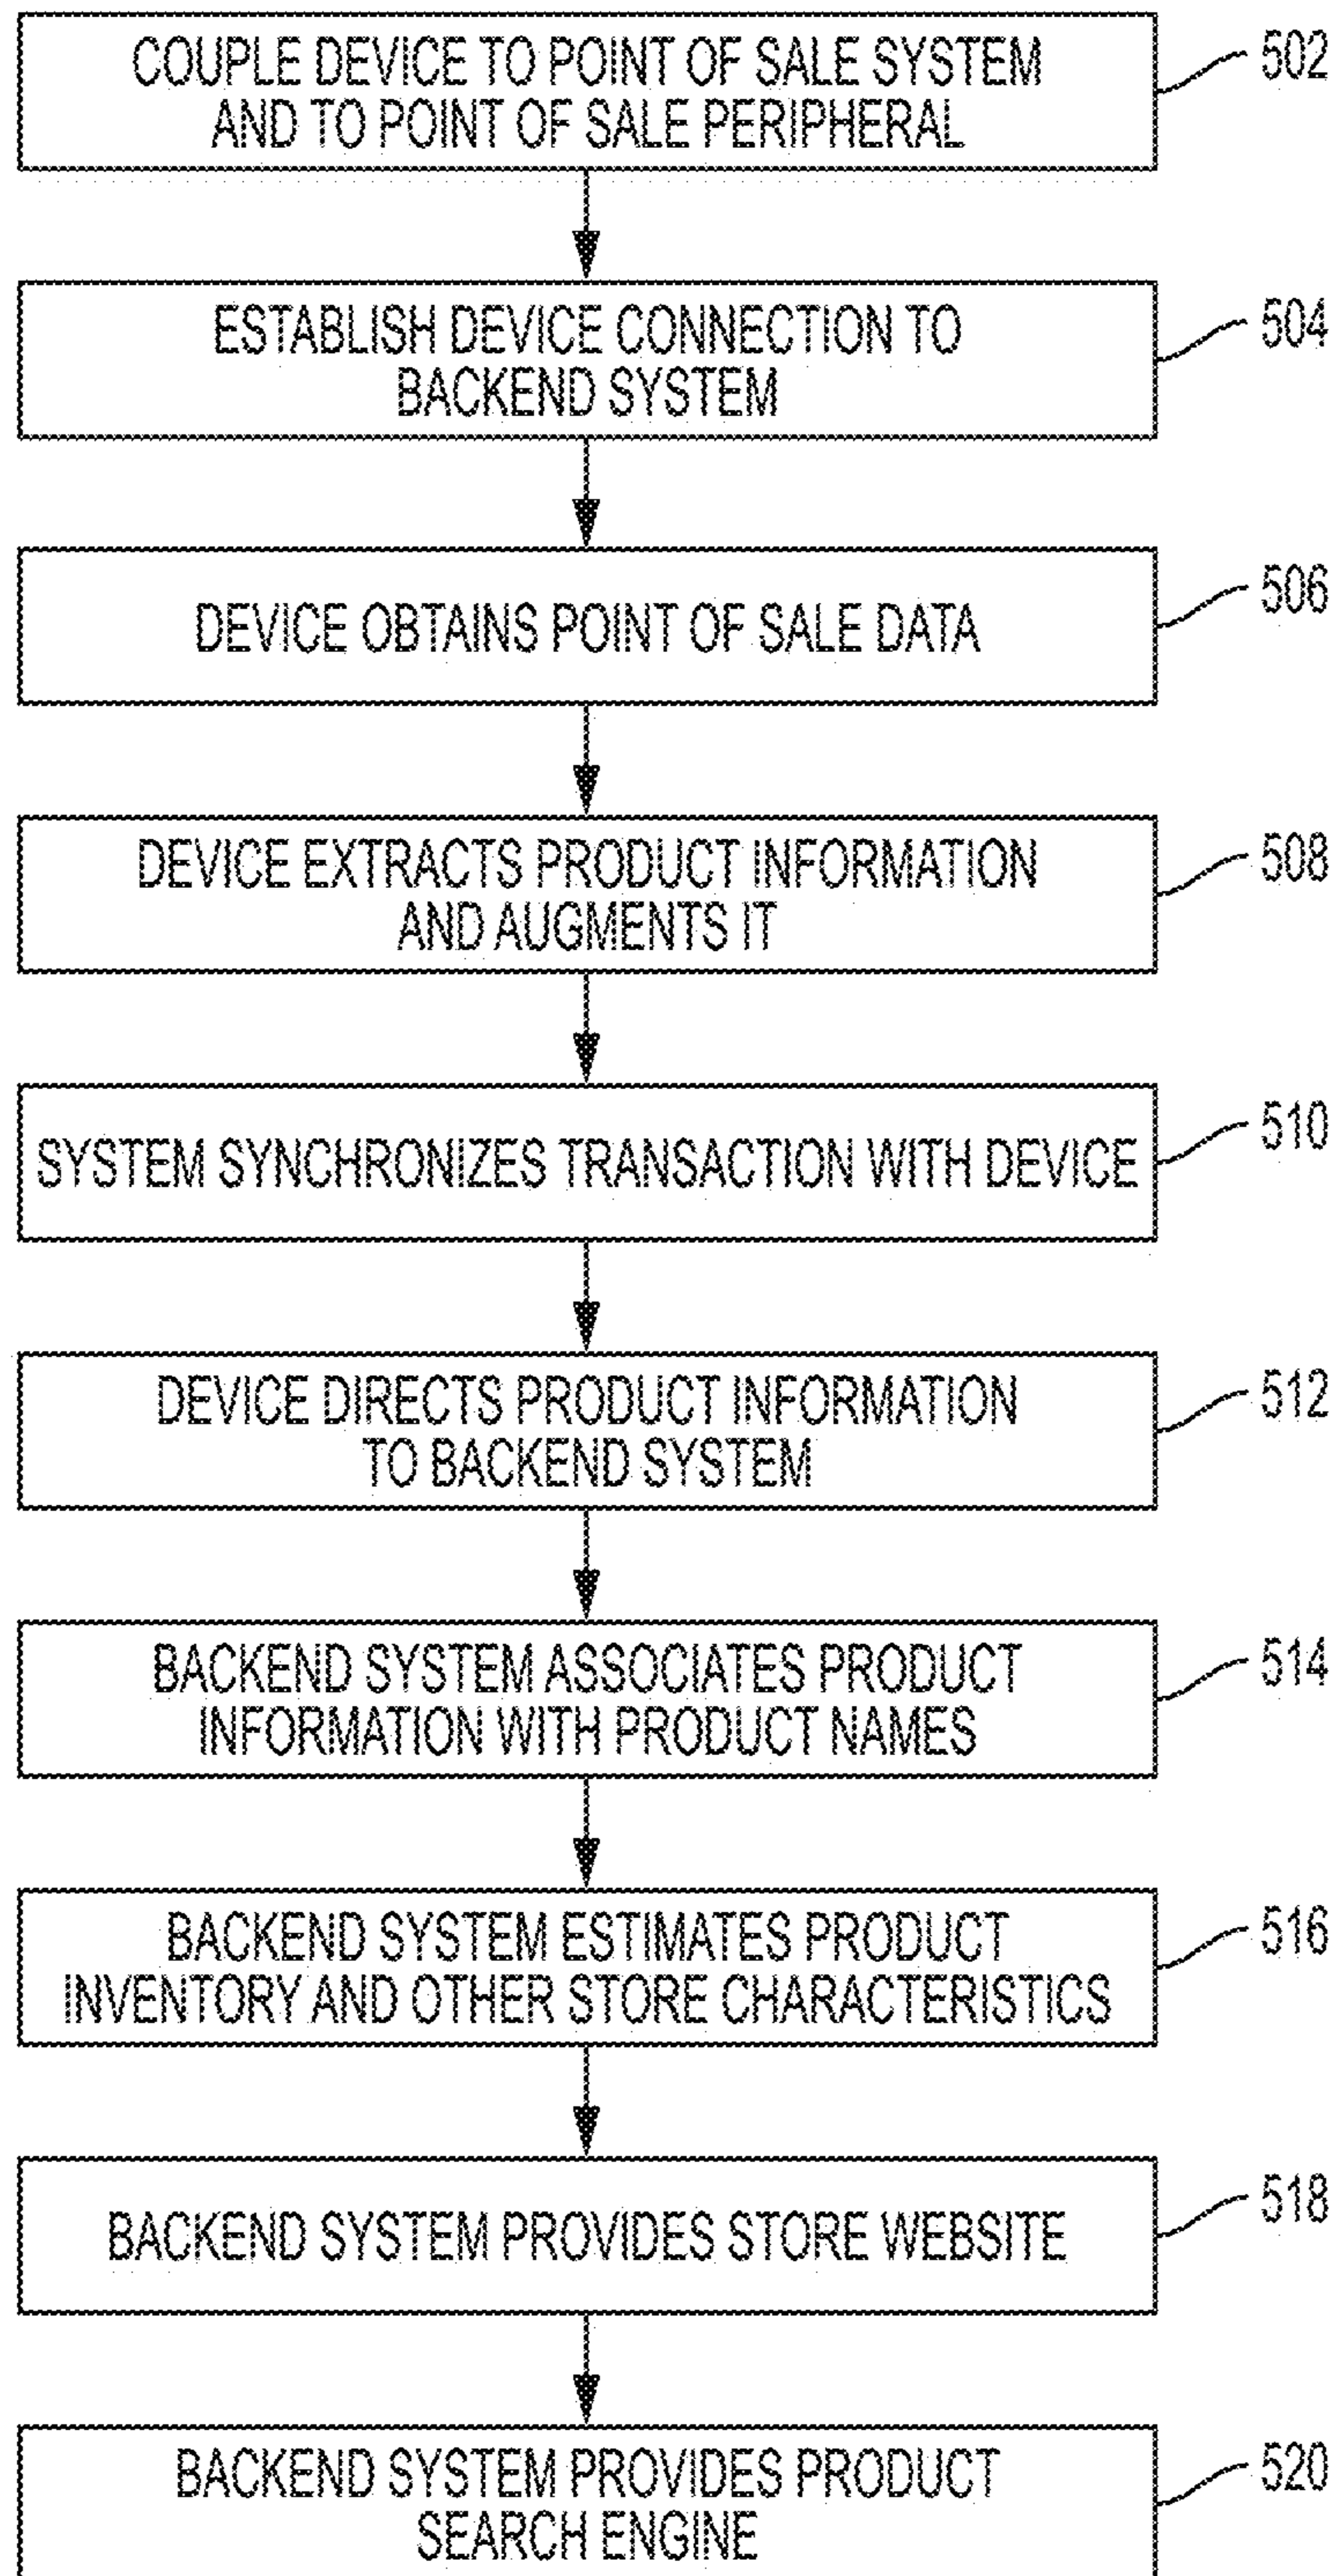 COUPLE DEVICE TO POINT OF SALE SYSTEM
AND TO POINT OF SALE PERIPHERAL
502
ESTABLISH DEVICE CONNECTION TO
BACKEND SYSTEM
504
DEVICE OBTAINS POINT OF SALE DATA
506
DEVICE EXTRACTS PRODUCT INFORMATION
AND AUGMENTS IT
508
SYSTEM SYNCHRONIZES TRANSACTION WITH DEVICE
510
DEVICE DIRECTS PRODUCT INFORMATION
TO BACKEND SYSTEM
512
BACKEND SYSTEM ASSOCIATES PRODUCT
INFORMATION WITH PRODUCT NAMES
514
BACKEND SYSTEM ESTIMATES PRODUCT
INVENTORY AND OTHER STORE CHARACTERISTICS
516
BACKEND SYSTEM PROVIDES STORE WEBSITE
518
BACKEND SYSTEM PROVIDES PRODUCT
SEARCH ENGINE
520